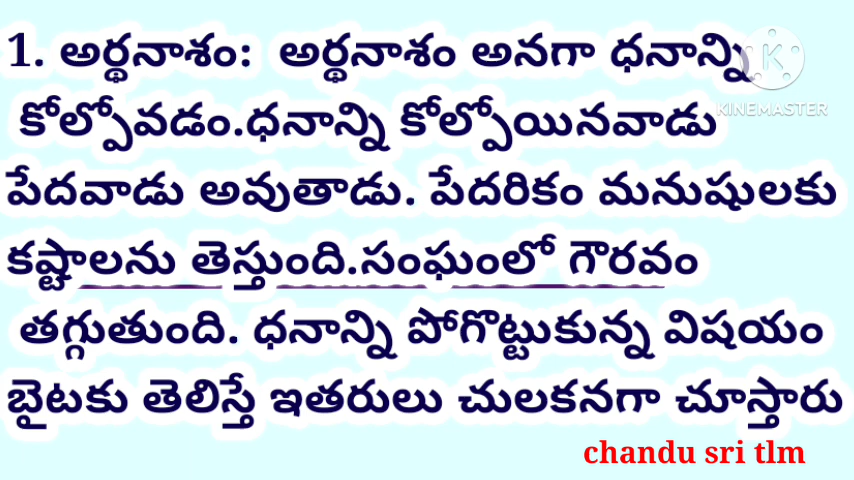 1. అర్థనాశం: అర్థనాశం అనగా ధనాన్ని
KINEMASTER
కోల్పోవడం.ధనాన్ని కోల్పోయినవాడు
పేదవాడు అవుతాడు. పేదరికం మనుషులకు
కష్టాలను తెస్తుంది.సంఘంలో గౌరవం
తగ్గుతుంది. ధనాన్ని పోగొట్టుకున్న విషయం
బైటకు తెలిస్తే ఇతరులు చులకనగా చూస్తారు
chandu sri tlm